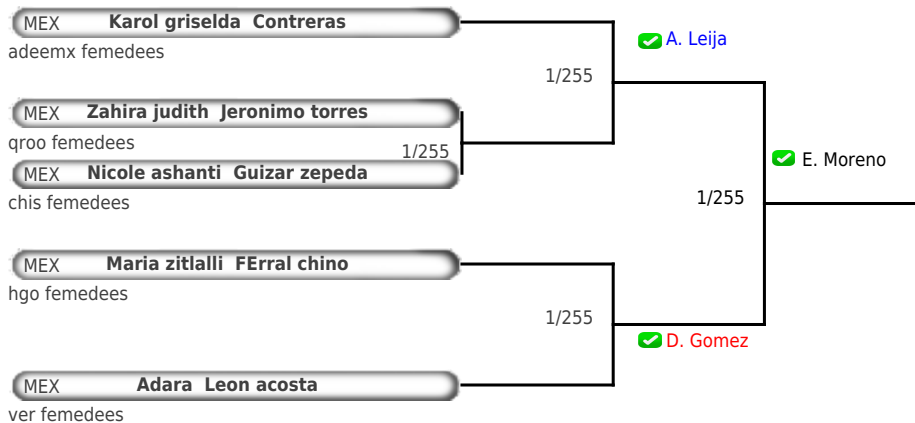 MEX Karol griselda Contreras
adeemx femedees
A. Leija
1/255
MEX Zahira judith Jeronimo torres
qroo femedees
1/255
MEX Nicole ashanti Guizar zepeda
chis femedees
E. Moreno
1/255
MEX Maria zitlalli FErral chino
hgo femedees
1/255
D. Gomez
MEX Adara Leon acosta
ver femedees